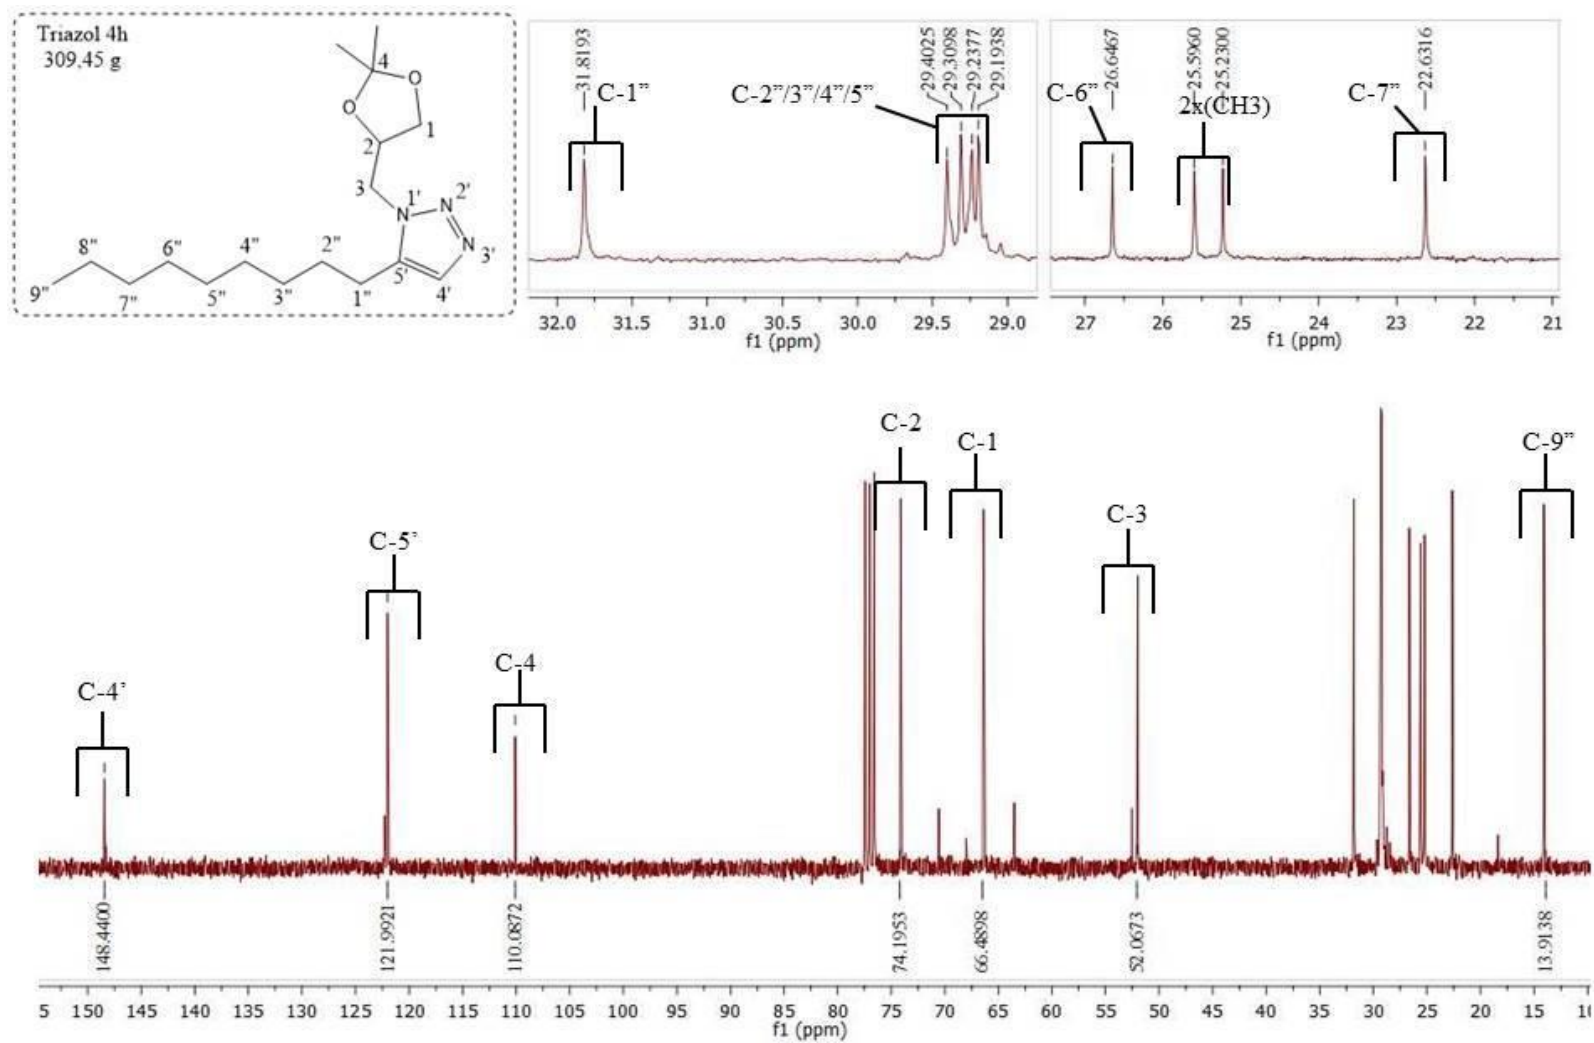 Triazol 4h
309,45 g
4
O
O
1
2
3
1'
2'
N
N
N
3'
5'
4'
8"
6"
4"
2"
9"
7"
5"
3"
1"
31.8193
29.4025
29.3098
29.2377
29.1938
C-1”
C-2”/3”/4”/5”
32.0 31.5 31.0 30.5 30.0 29.5 29.0
f1 (ppm)
26.6467
25.5960
25.2300
22.6316
C-6”
2x(CH3)
C-7”
27 26 25 24 23 22 21
f1 (ppm)
C-4’
C-5’
C-4
C-2
C-1
C-3
C-9”
148.4400
121.9921
110.0872
74.1953
66.4898
52.0673
13.9138
5 150 145 140 135 130 125 120 115 110 105 100 95 90 85 80 75 70 65 60 55 50 45 40 35 30 25 20 15 10
f1 (ppm)